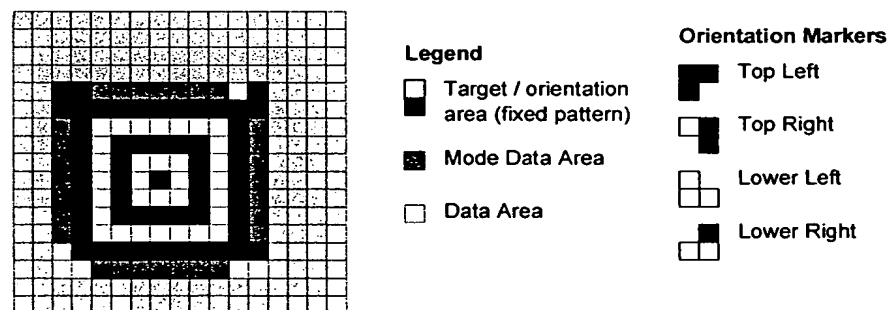 Legend
Target / orientation
area (fixed pattern)
Mode Data Area
Data Area
Orientation Markers
Top Left
Top Right
Lower Left
Lower Right